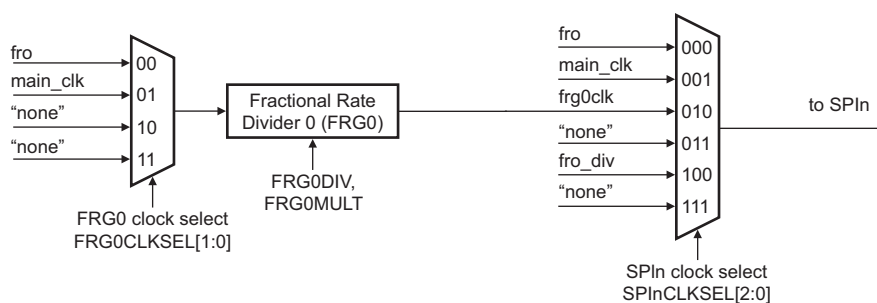 fro
main_clk
“none”
“none”
00
01
10
11
FRG0 clock select
FRG0CLKSEL[1:0]
Fractional Rate
Divider 0 (FRG0)
FRG0DIV,
FRG0MULT
fro
main_clk
frg0clk
“none”
fro_div
“none”
000
001
010
011
100
111
SPIn clock select
SPInCLKSEL[2:0]
to SPIn